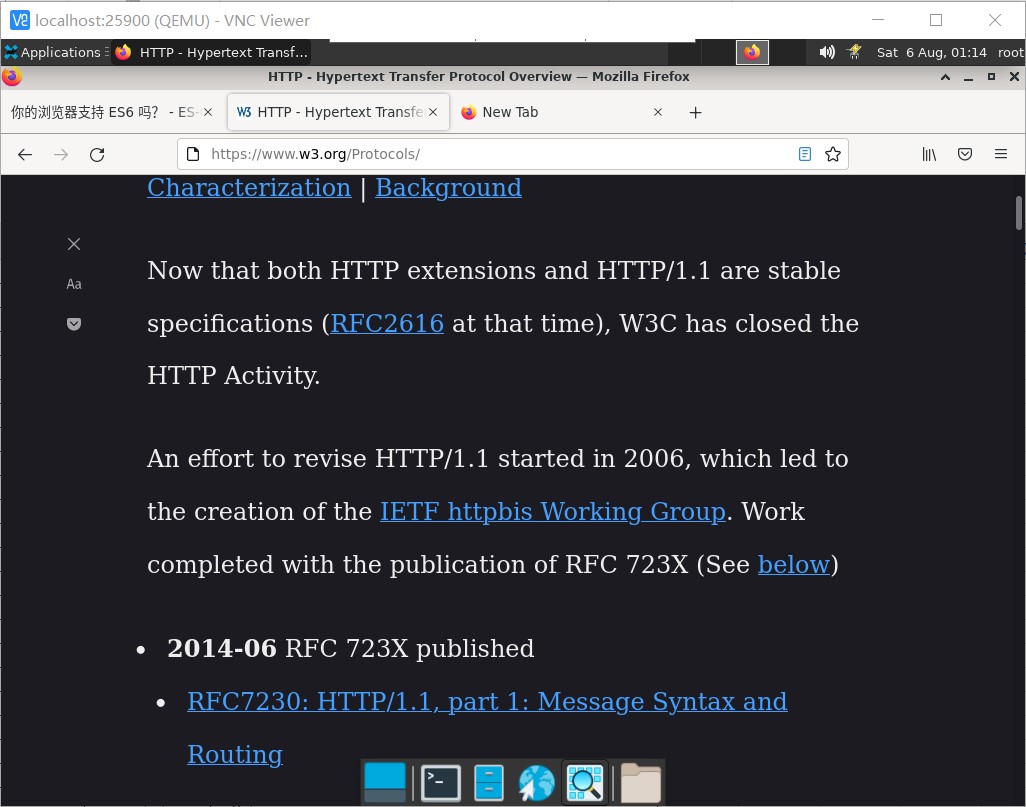 localhost:25900 (QEMU) - VNC Viewer
Applications HTTP - Hypertext Transf... Sat 6 Aug, 01:14 root
HTTP - Hypertext Transfer Protocol Overview — Mozilla Firefox
你的浏览器支持 ES6 吗? - ES- HTTP - Hypertext Transfe New Tab
https://www.w3.org/Protocols/
Characterization | Background
Now that both HTTP extensions and HTTP/1.1 are stable
specifications (RFC2616 at that time), W3C has closed the
HTTP Activity.
An effort to revise HTTP/1.1 started in 2006, which led to
the creation of the IETF httpbis Working Group. Work
completed with the publication of RFC 723X (See below)
• 2014-06 RFC 723X published
• RFC7230: HTTP/1.1, part 1: Message Syntax and
Routing